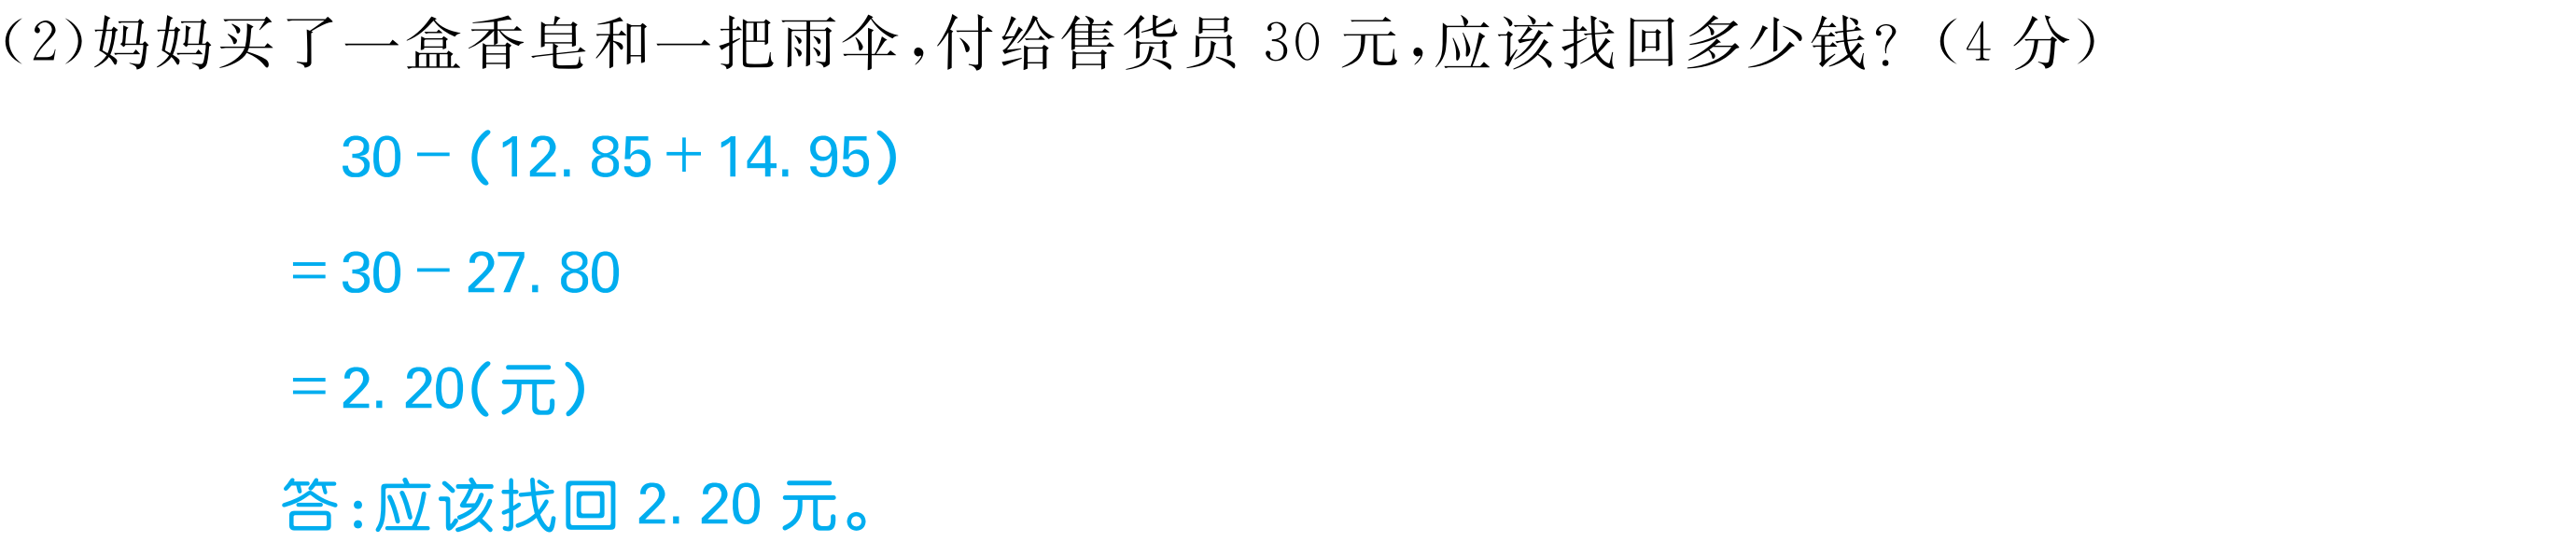 (2)妈妈买了一盒香皂和一把雨伞,付给售货员 30 元,应该找回多少钱?(4 分)
30-(12.85+14.95)
=30-27.80
=2.20(元)
答:应该找回 2.20 元。